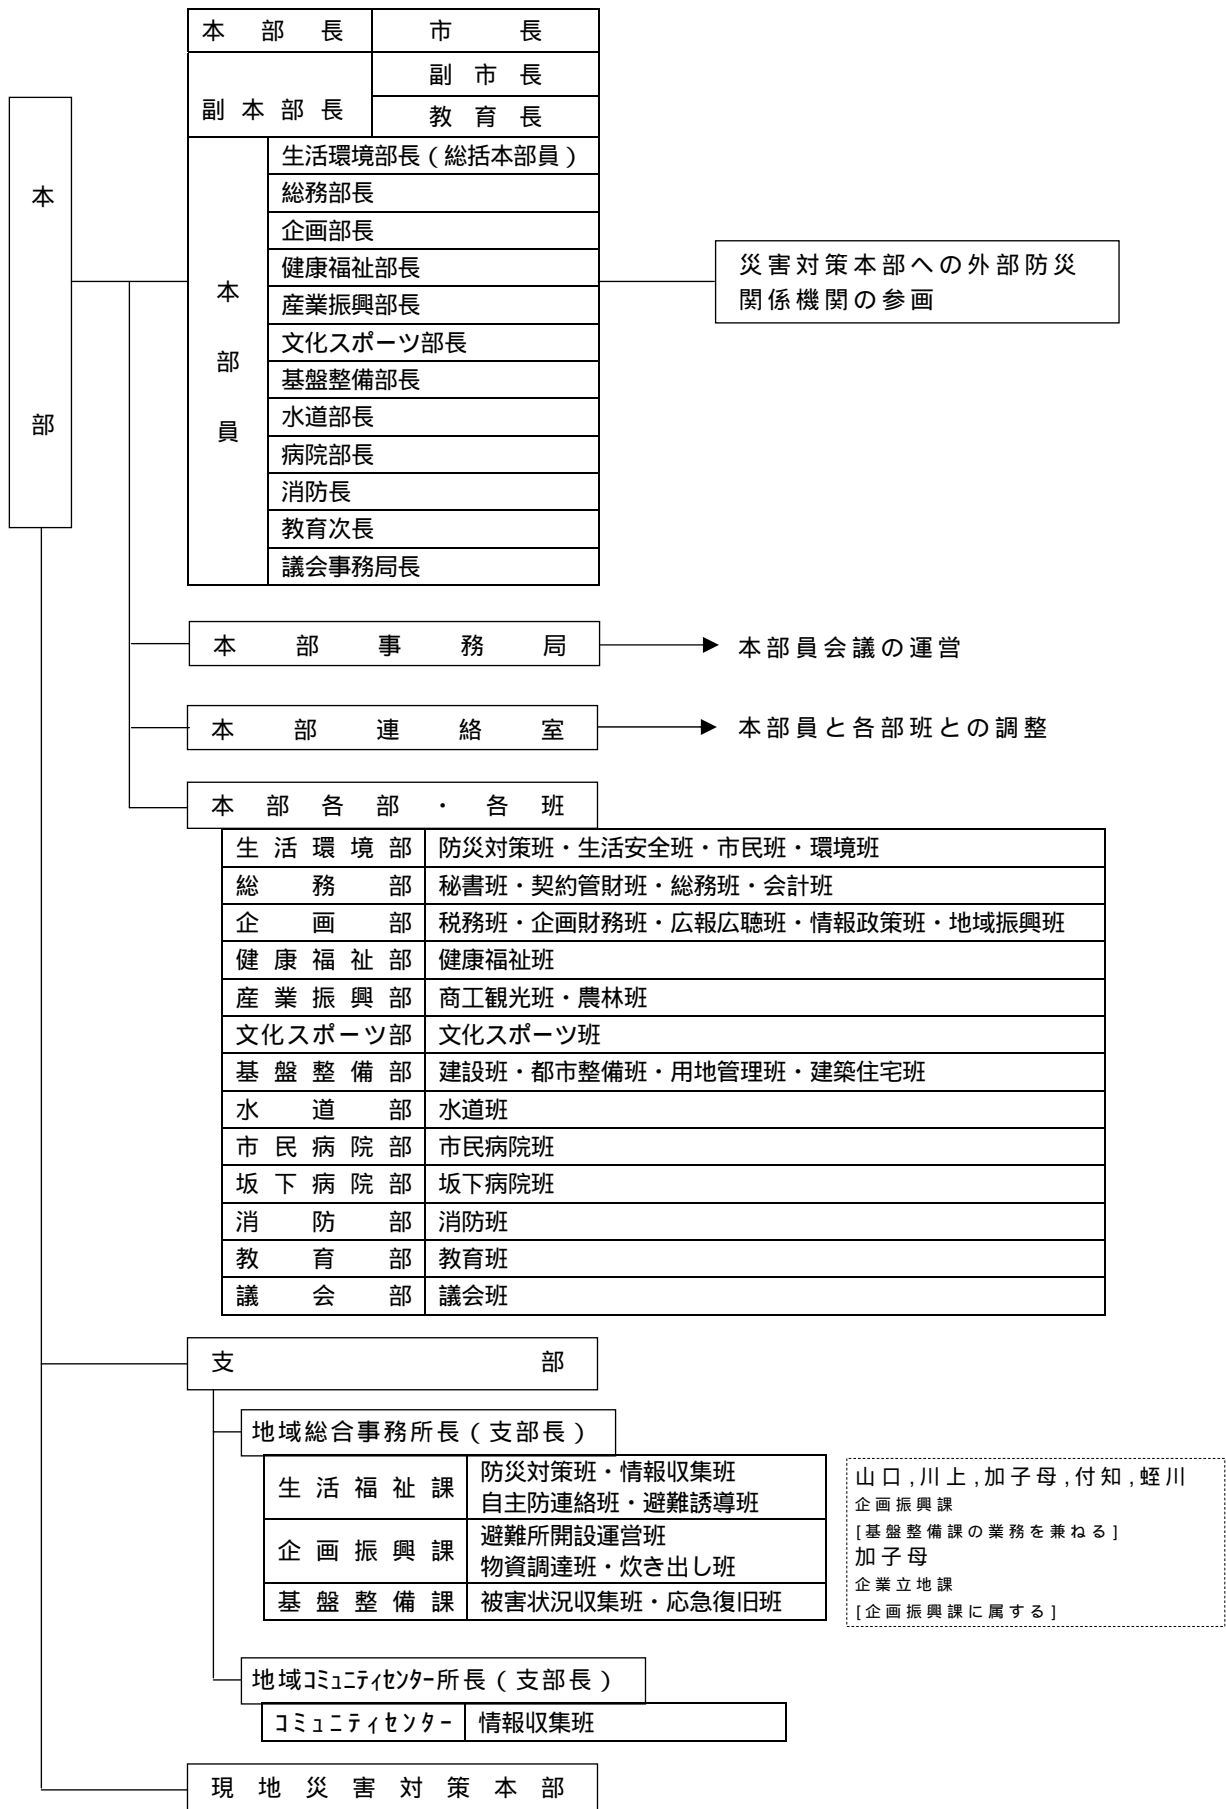 本部長 市長
副本部長 副市長
教育長
本部
本部員
生活環境部長（総括本部員）
総務部長
企画部長
健康福祉部長
産業振興部長
文化スポーツ部長
基盤整備部長
水道部長
病院部長
消防長
教育次長
議会事務局長
災害対策本部への外部防災
関係機関の参画
本部事務局 本部員会議の運営
本部連絡室 本部員と各部班との調整
本部各部・各班
生活環境部 防災対策班・生活安全班・市民班・環境班
総務部 秘書班・契約管財班・総務班・会計班
企画部 税務班・企画財務班・広報広聴班・情報政策班・地域振興班
健康福祉部 健康福祉班
産業振興部 商工観光班・農林班
文化スポーツ部 文化スポーツ班
基盤整備部 建設班・都市整備班・用地管理班・建築住宅班
水道部 水道班
市民病院部 市民病院班
坂下病院部 坂下病院班
消防部 消防班
教育部 教育班
議会部 議会班
支部
地域総合事務所長（支部長）
生活福祉課 防災対策班・情報収集班
自主防連絡班・避難誘導班
企画振興課 避難所開設運営班
物資調達班・炊き出し班
基盤整備課 被害状況収集班・応急復旧班
山口,川上,加子母,付知,蛭川
企画振興課
[基盤整備課の業務を兼ねる]
加子母
企業立地課
[企画振興課に属する]
地域ｺﾐｭﾆﾃｨｾﾝﾀｰ所長（支部長）
コミュニティセンター 情報収集班
現地災害対策本部